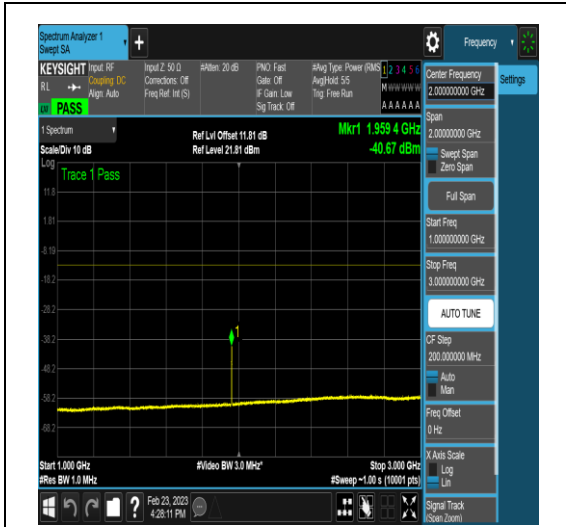 Spectrum Analyzer 1
Swept SA
Frequency
KEYSIGHT
RL
PASS
Input: RF
Coupling: DC
Align: Auto
Input Z: 50 Ω
Corrections: Off
Freq Ref: Int (S)
#Atten: 20 dB
PNO: Fast
Gate: Off
IF Gain: Low
Sig Track: Off
#Avg Type: Power (RMS
Avg|Hold: 5/5
Trig: Free Run
1 2 3 4 5 6
M W W W W W
A A A A A A
1 Spectrum
Scale/Div 10 dB
Ref Lvl Offset 11.81 dB
Ref Level 21.81 dBm
Mkr1 1.959 4 GHz
-40.67 dBm
Log
Trace 1 Pass
11.8
1.81
-8.19
-18.2
-28.2
-38.2
-48.2
-58.2
-68.2
1
Start 1.000 GHz
#Res BW 1.0 MHz
#Video BW 3.0 MHz*
Stop 3.000 GHz
#Sweep ~1.00 s (10001 pts)
Feb 23, 2023
4:28:11 PM
Center Frequency
2.000000000 GHz
Settings
Span
2.00000000 GHz
Swept Span
Zero Span
Full Span
Start Freq
1.000000000 GHz
Stop Freq
3.000000000 GHz
AUTO TUNE
CF Step
200.000000 MHz
Auto
Man
Freq Offset
0 Hz
X Axis Scale
Log
Lin
Signal Track
(Span Zoom)